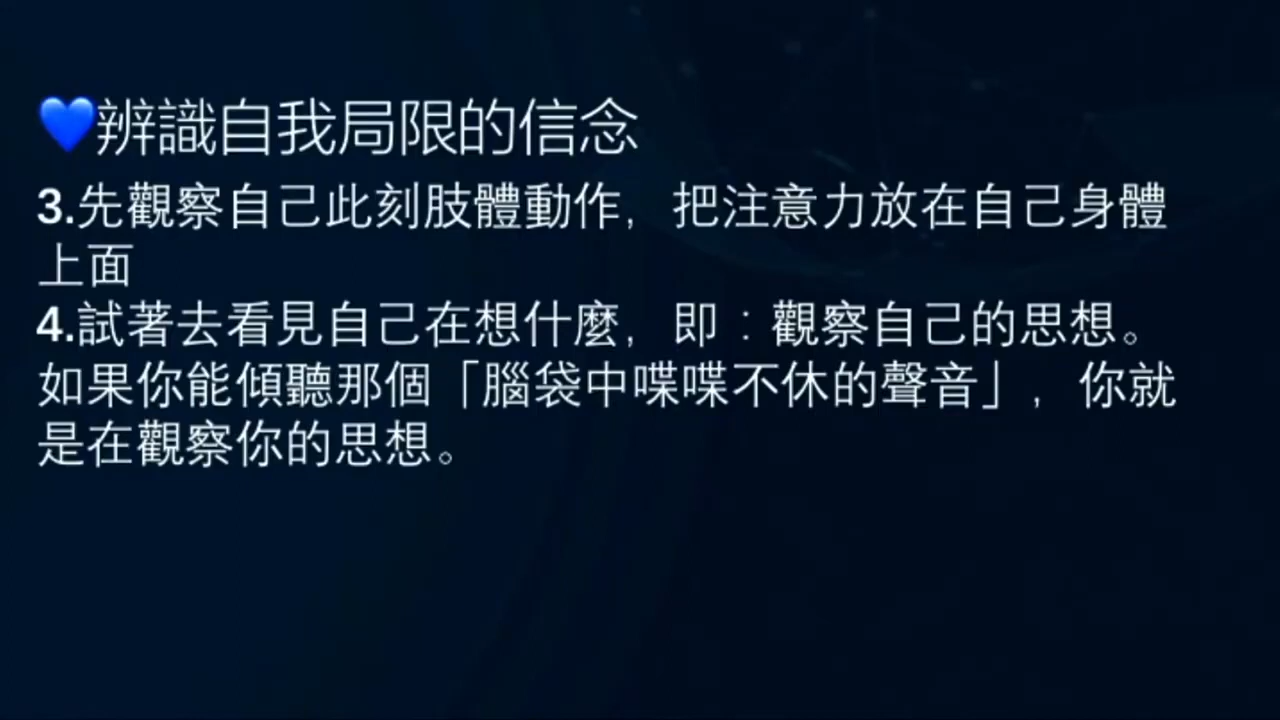 💙辨識自我局限的信念
3.先觀察自己此刻肢體動作，把注意力放在自己身體
上面
4.試著去看見自己在想什麼，即：觀察自己的思想。
如果你能傾聽那個「腦袋中喋喋不休的聲音」，你就
是在觀察你的思想。